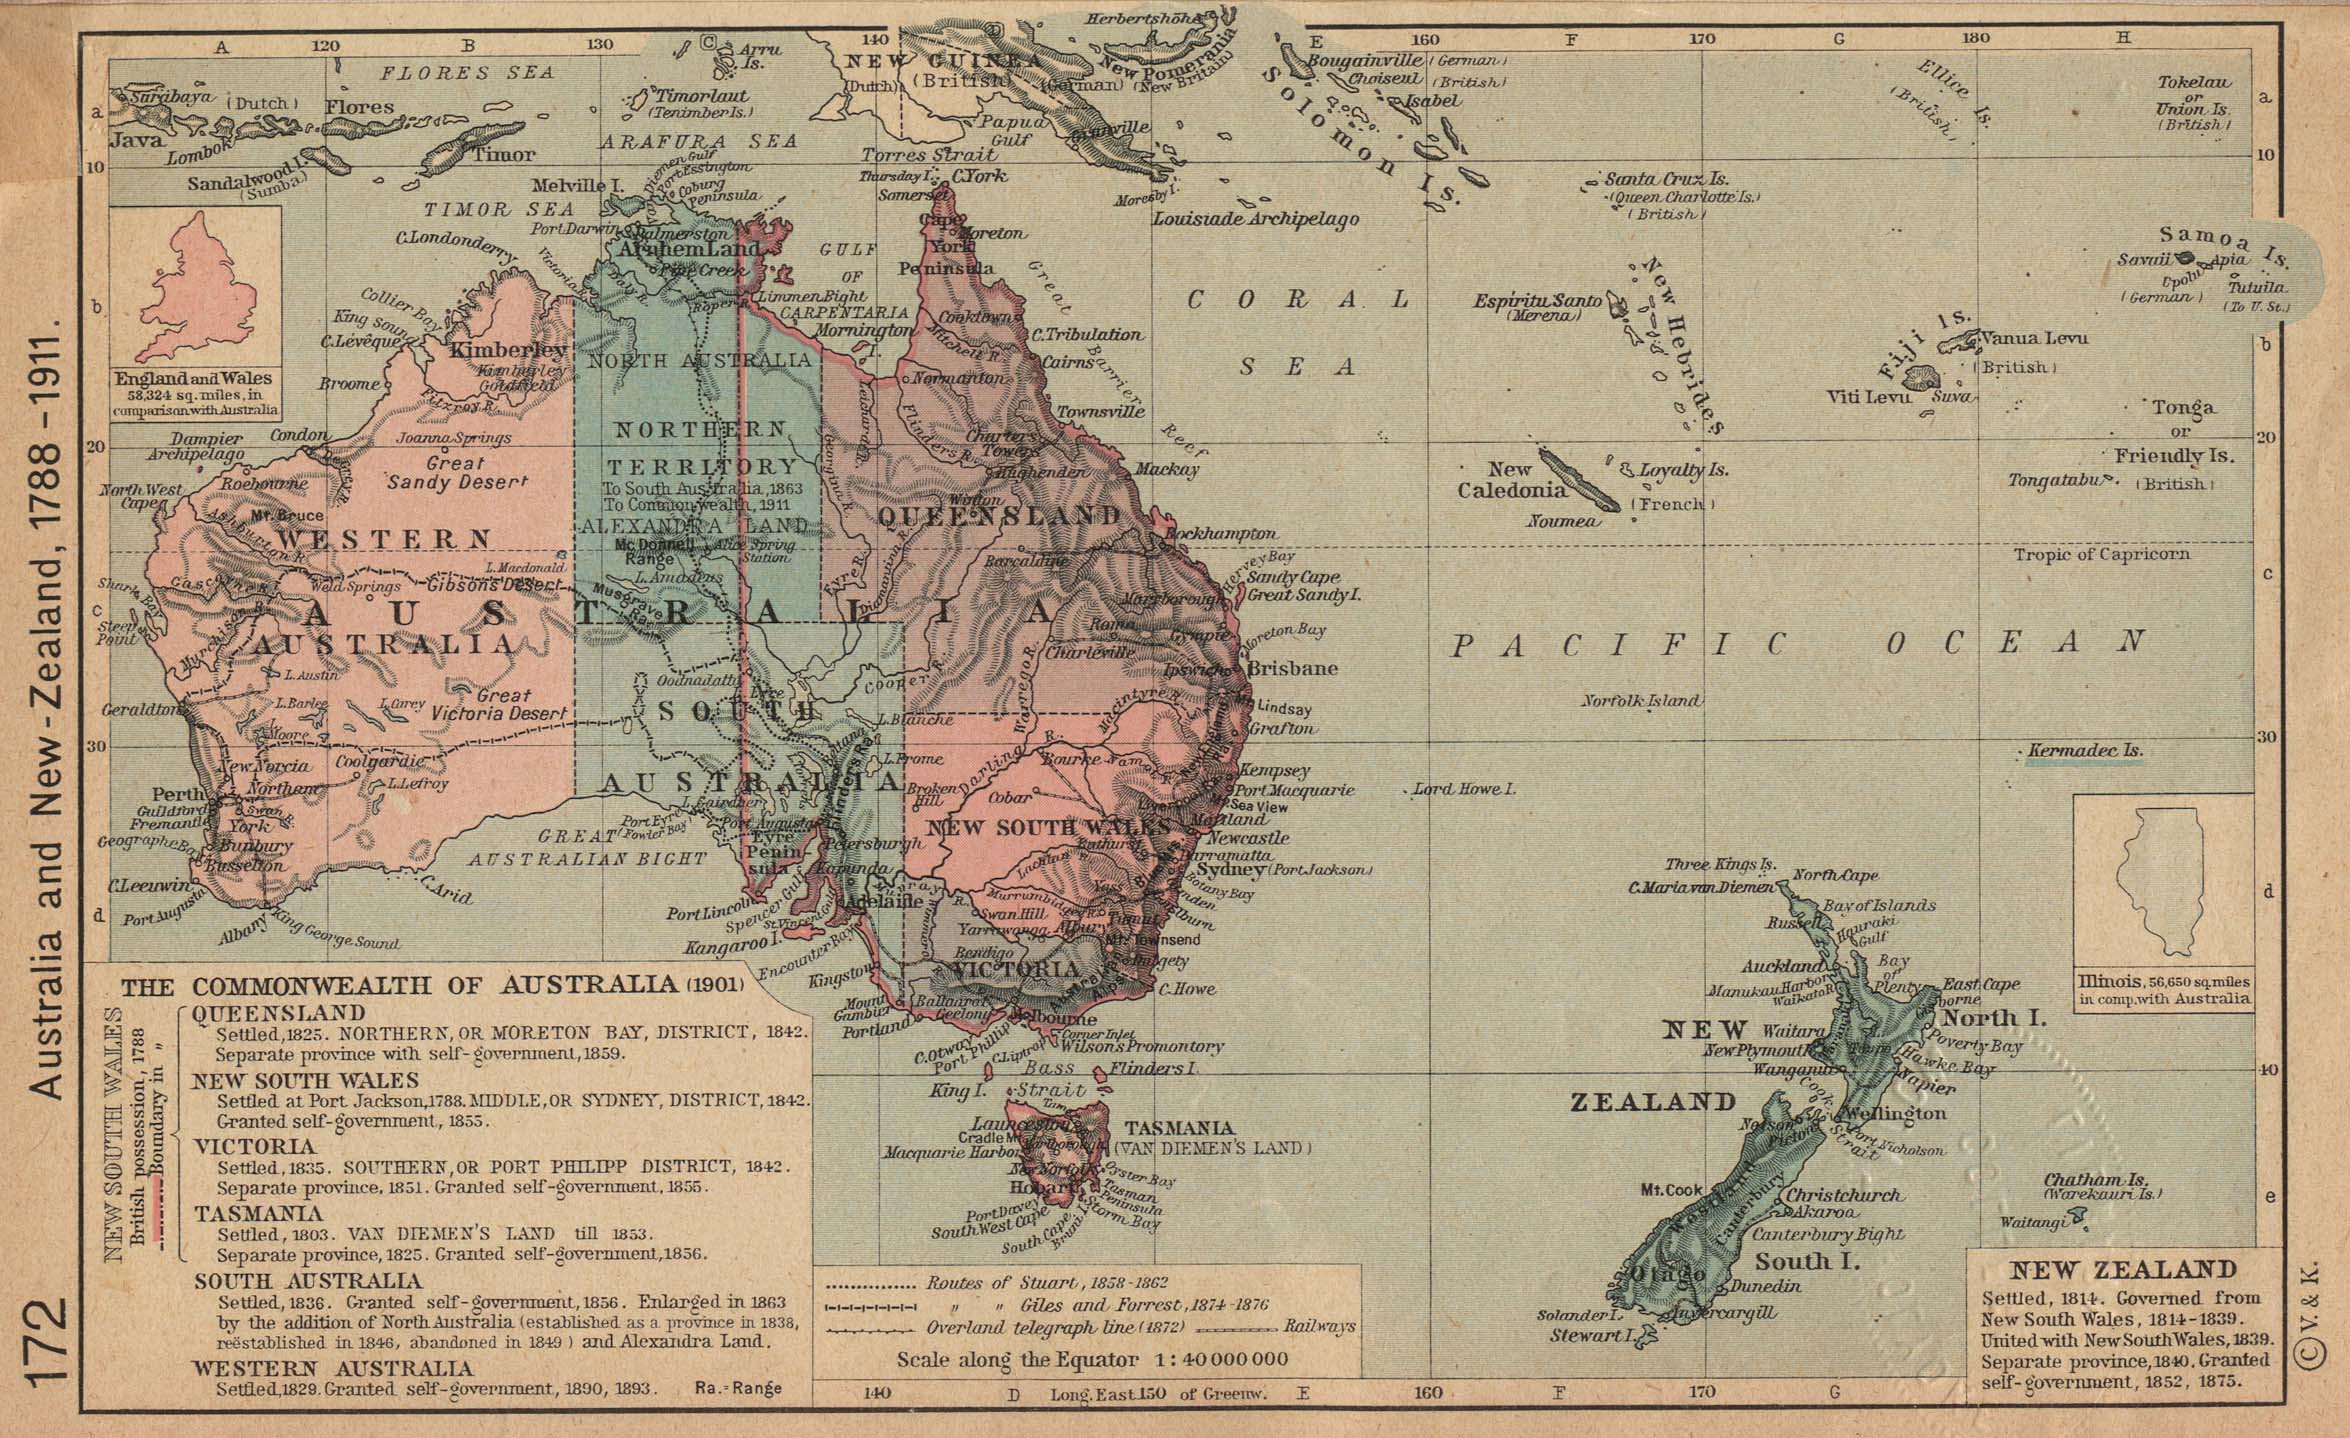 Australia and New-Zealand, 1788-1911.
172
© V. & K.
A
120
B
130
C
140
D
E
160
F
170
G
180
H
a
10
b
20
c
30
d
40
e
FLORES SEA
Surabaya
(Dutch)
Flores
Java
Lombok
Sandalwood I.
(Sumba)
Timor
Arru
Is.
Timorlaut
(Tenimber Is.)
ARAFURA SEA
TIMOR SEA
NEW GUINEA
(Dutch)
(British)
(German)
Papua
Gulf
Torres Strait
Herbertshöhe
New Pomerania
(New Britain)
Bougainville (German)
Choiseul (British)
Isabel
Solomon Is.
Ellice Is.
(British)
Tokelau
or
Union Is.
(British)
Moresby I.
Louisiade Archipelago
Santa Cruz Is.
(Queen Charlotte Is.)
(British)
Samoa Is.
Savaii
Apia
Upolu
(German)
Tutuila
(To U. St.)
Melville I.
Van Diemen Gulf
Port Essington
Coburg
Peninsula
Port Darwin
Palmerston
Arnhem Land
Pine Creek
Daly R.
Roper R.
Victoria R.
Thursday I.
C. York
Somerset
Cape
York
Peninsula
Moreton
GULF
OF
CARPENTARIA
Limmen Bight
Mornington
I.
Cooktown
C. Tribulation
Mitchell R.
Cairns
Normanton
Great
Barrier
Reef
Townsville
Flinders R.
Leichardt R.
Georgina R.
Charters
Towers
Hughenden
Mackay
Winton
QUEENSLAND
Rockhampton
Barcaldine
Hervey Bay
Sandy Cape
Great Sandy I.
Maryborough
Gympie
Roma
Charleville
Moreton Bay
Ipswich
Brisbane
Warrego R.
Macintyre R.
Eyre R.
Diamantina R.
Cooper R.
CORAL
SEA
Espiritu Santo
(Merena)
New Hebrides
Fiji Is.
Vanua Levu
(British)
Viti Levu
Suva
New
Caledonia
Loyalty Is.
(French)
Noumea
Tonga
or
Friendly Is.
Tongatabu
(British)
Tropic of Capricorn
PACIFIC OCEAN
Norfolk Island
Kermadec Is.
Lord Howe I.
England and Wales
58,324 sq. miles, in
comparison with Australia
C. Londonderry
Collier Bay
King Sound
C. Lévêque
Broome
Kimberley
Kimberley
Goldfield
Fitzroy R.
Dampier
Archipelago
Condon
Joanna Springs
Great
Sandy Desert
Roebourne
De Grey R.
North West
Cape
Mt. Bruce
Ashburton R.
WESTERN
AUSTRALIA
L. Macdonald
Gascoyne R.
Weld Springs
Gibsons Desert
Shark Bay
Steep
Point
Murchison R.
L. Austin
L. Barlee
L. Carey
Great
Victoria Desert
Geraldton
L.
Moore
New Norcia
Coolgardie
L. Lefroy
Northam
Perth
Guildford
Fremantle
Swan R.
York
Geographe Bay
Bunbury
Busselton
C. Leeuwin
Port Augusta
Albany
King George Sound
C. Arid
GREAT
AUSTRALIAN BIGHT
AUSTRALIA
NORTH AUSTRALIA
NORTHERN
TERRITORY
To South Australia, 1863
To Commonwealth, 1911
ALEXANDRA LAND
Mc Donnell
Range
Alice Spring
Station
L. Amadeus
Musgrave
Ra.
Oodnadatta
L. Eyre
SOUTH
AUSTRALIA
L. Blanche
L. Frome
L. Gairdner
Flinders Ra.
Port Eyre
(Fowler Bay)
Port Augusta
Eyre
Penin-
sula
Petersburgh
Kapunda
Adelaide
Port Lincoln
Spencer Gulf
St. Vincent Gulf
Kangaroo I.
Encounter Bay
Kingston
Mount
Gambier
Portland
Broken
Hill
Darling R.
Bourke
Namoi R.
Cobar
NEW SOUTH WALES
Mt. Lindsay
Grafton
New England Ra.
Kempsey
Port Macquarie
Mt. Sea View
Liverpool Ra.
Maitland
Newcastle
Bathurst
Parramatta
Sydney (Port Jackson)
Botany Bay
Lachlan R.
Murrumbidgee R.
Murray R.
Yass
Tumut
Goulburn
Swan Hill
Yarrawonga
Albury
Mt. Townsend
Bendigo
VICTORIA
Australian Alps
Ballaarat
Geelong
Melbourne
C. Howe
C. Otway
Port Phillip
C. Liptrap
Corner Inlet
Wilson's Promontory
Bass
Strait
Flinders I.
King I.
Launceston
Cradle Mt.
Macquarie Harbor
TASMANIA
(VAN DIEMEN'S LAND)
New Norfolk
Hobart
Oyster Bay
Tasman
Peninsula
Storm Bay
Port Davey
South West Cape
South Cape
Bruni I.
Three Kings Is.
North Cape
C. Maria van Diemen
Bay of Islands
Russell
Hauraki
Gulf
Auckland
Bay
of
Plenty
Manukau Harbor
Waikato R.
East Cape
North I.
NEW
ZEALAND
Waitara
New Plymouth
Poverty Bay
Hawke Bay
Wanganui
Napier
Cook
Strait
Wellington
Port Nicholson
Nelson
Picton
Westland
Mt. Cook
Canterbury
Christchurch
Akaroa
Canterbury Bight
South I.
Otago
Dunedin
Invercargill
Solander I.
Stewart I.
Chatham Is.
(Warekauri Is.)
Waitangi
Illinois, 56,650 sq. miles
in comp. with Australia
THE COMMONWEALTH OF AUSTRALIA (1901)
NEW SOUTH WALES
British possession, 1788
Boundary in "
QUEENSLAND
Settled, 1825. NORTHERN, OR MORETON BAY, DISTRICT, 1842.
Separate province with self-government, 1859.
NEW SOUTH WALES
Settled at Port Jackson, 1788. MIDDLE, OR SYDNEY, DISTRICT, 1842.
Granted self-government, 1855.
VICTORIA
Settled, 1835. SOUTHERN, OR PORT PHILIPP DISTRICT, 1842.
Separate province, 1851. Granted self-government, 1855.
TASMANIA
Settled, 1803. VAN DIEMEN'S LAND till 1853.
Separate province, 1825. Granted self-government, 1856.
SOUTH AUSTRALIA
Settled, 1836. Granted self-government, 1856. Enlarged in 1863
by the addition of North Australia (established as a province in 1838,
reëstablished in 1846, abandoned in 1849) and Alexandra Land.
WESTERN AUSTRALIA
Settled, 1829. Granted self-government, 1890, 1893. Ra. = Range
Routes of Stuart, 1858-1862
" " Giles and Forrest, 1874-1876
Overland telegraph line (1872) Railways
Scale along the Equator 1 : 40 000 000
140 D Long. East 150 of Greenw. E 160 F 170 G
NEW ZEALAND
Settled, 1814. Governed from
New South Wales, 1814-1839.
United with New South Wales, 1839.
Separate province, 1840. Granted
self-government, 1852, 1875.